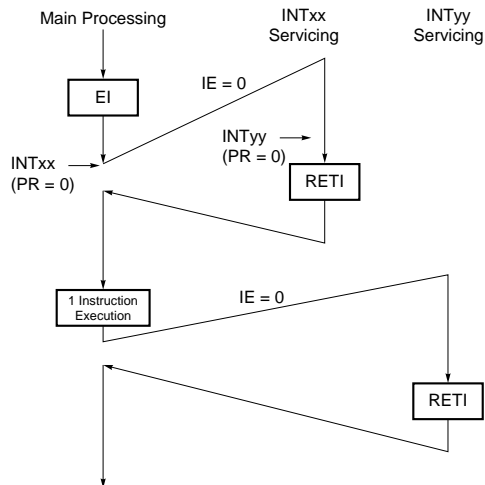 Main Processing
INTxx
Servicing
INTyy
Servicing
EI
IE = 0
INTxx
(PR = 0)
INTyy
(PR = 0)
RETI
1 Instruction
Execution
IE = 0
RETI